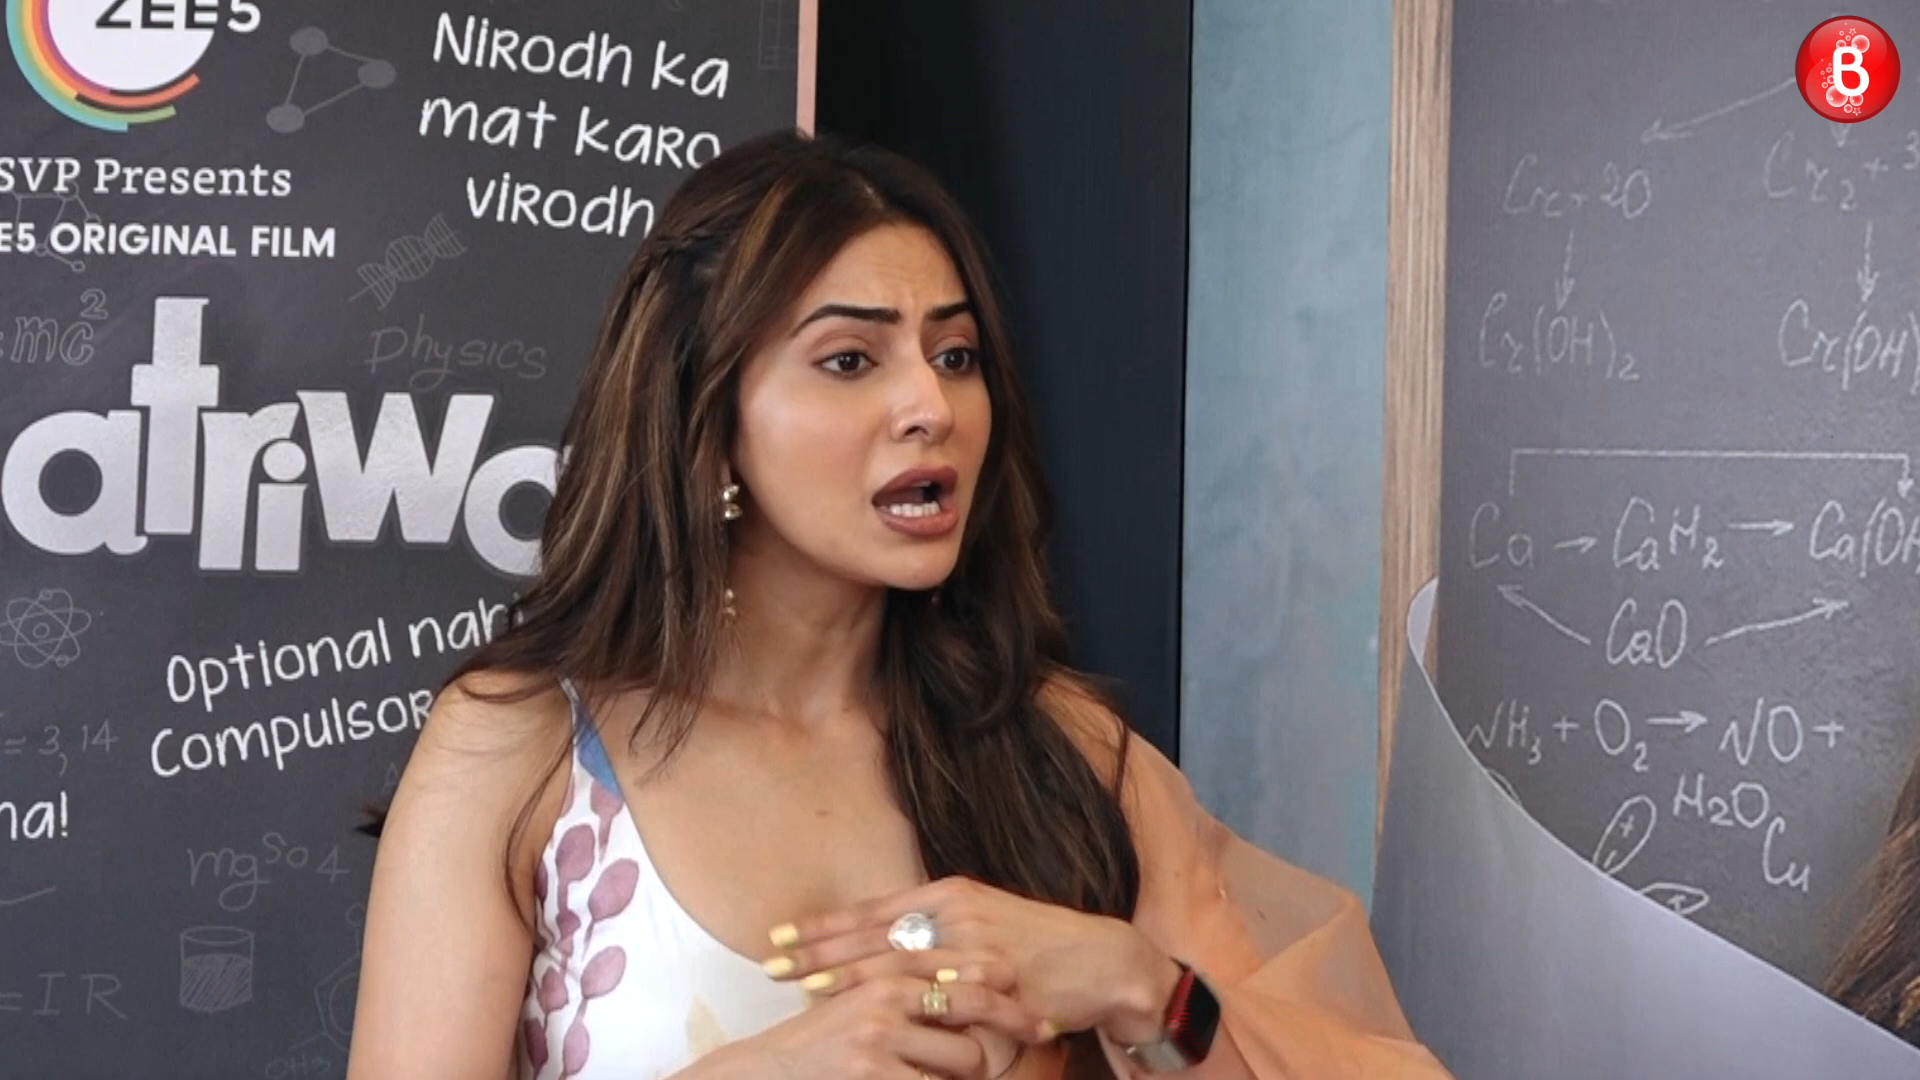 ZEE5
Nirodh ka
mat karo
virodh
SVP Presents
E5 ORIGINAL FILM
=mc²
Physics
atriwa
Optional nahi
Compulsor
= 3,14
na!
mgso4
=IR
B
Cr+2O
Cr2+3
Cr(OH)2
Cr(OH)
Ca → CaH2 → Ca(OH
CaO
NH3 + O2 → NO +
H2O
Cu